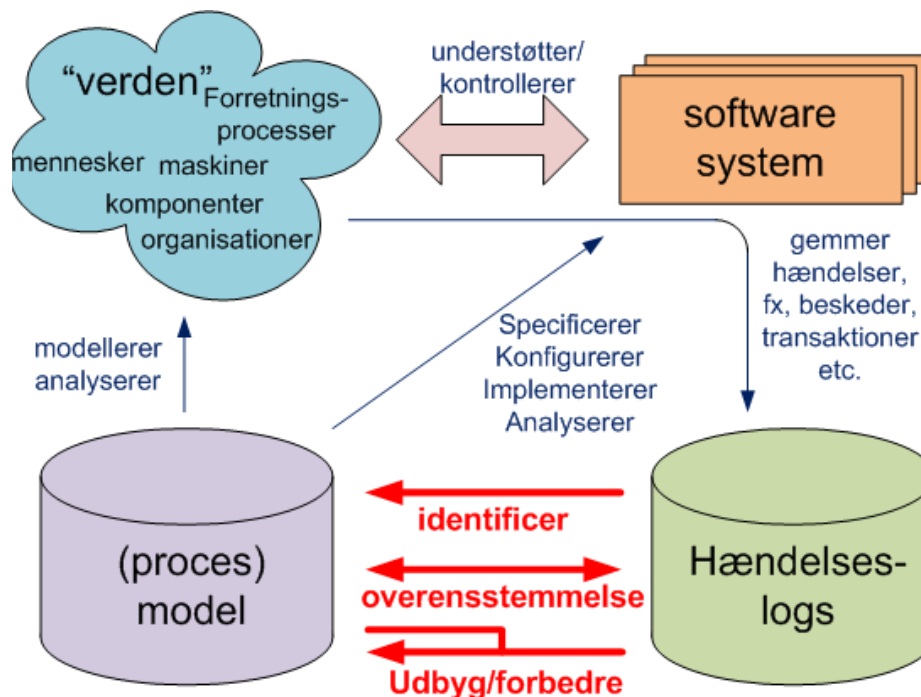 “verden”
Forretnings-
processer
mennesker
maskiner
komponenter
organisationer
understøtter/
kontrollerer
software
system
gemmer
hændelser,
fx, beskeder,
transaktioner
etc.
modellerer
analyserer
Specificerer
Konfigurerer
Implementerer
Analyserer
(proces)
model
identificer
overensstemmelse
Udbyg/forbedre
Hændelses-
logs